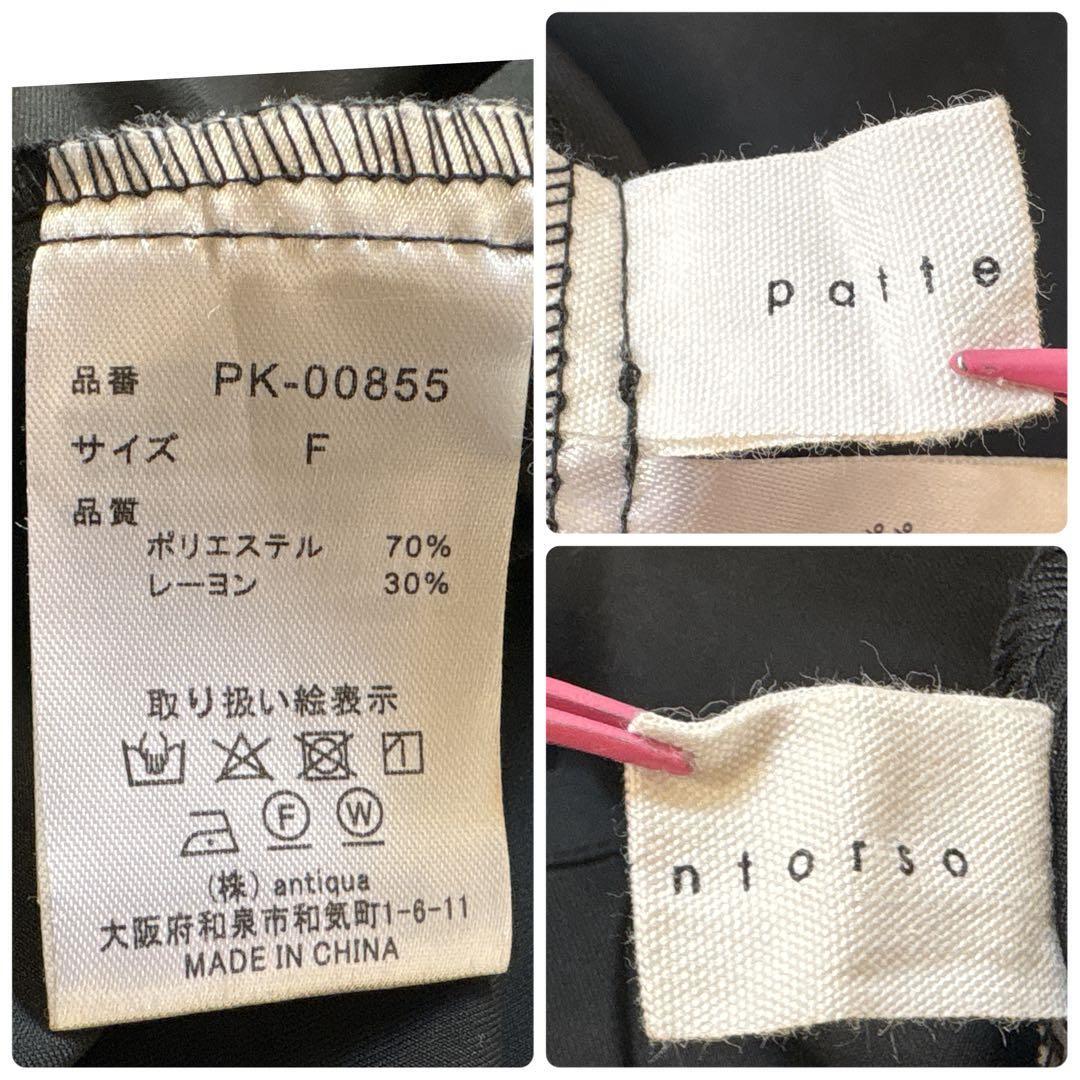 品番 PK-00855
サイズ F
品質
ポリエステル 70%
レーヨン 30%
取り扱い絵表示
F W
(株) antiqua
大阪府和泉市和気町1-6-11
MADE IN CHINA
patte
ntorso